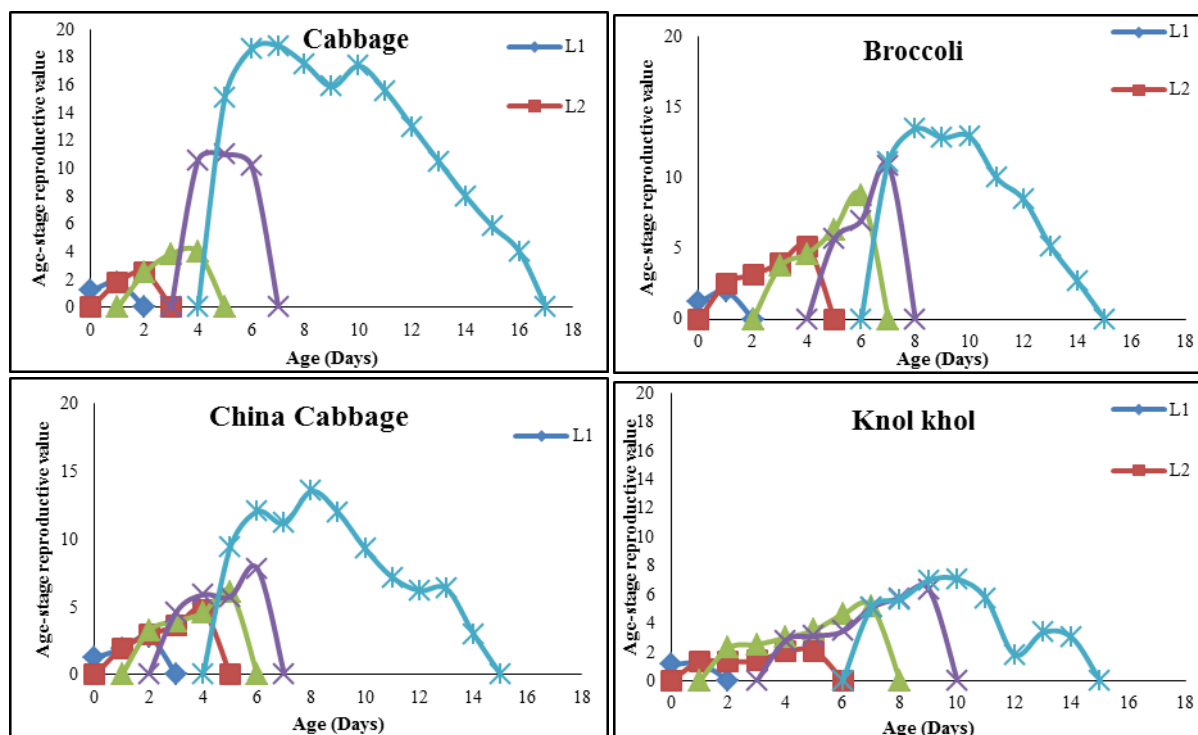 Cabbage
Age-stage reproductive value
20
18
16
14
12
10
8
6
4
2
0
0 2 4 6 8 10 12 14 16 18
Age (Days)
L1
L2
Broccoli
Age-stage reproductive value
20
15
10
5
0
0 2 4 6 8 10 12 14 16 18
Age (Days)
L1
L2
China Cabbage
Age-stage reproductive value
20
15
10
5
0
0 2 4 6 8 10 12 14 16 18
Age (Days)
L1
Knol khol
Age-stage reproductive value
20
18
16
14
12
10
8
6
4
2
0
0 2 4 6 8 10 12 14 16 18
Age (Days)
L1
L2